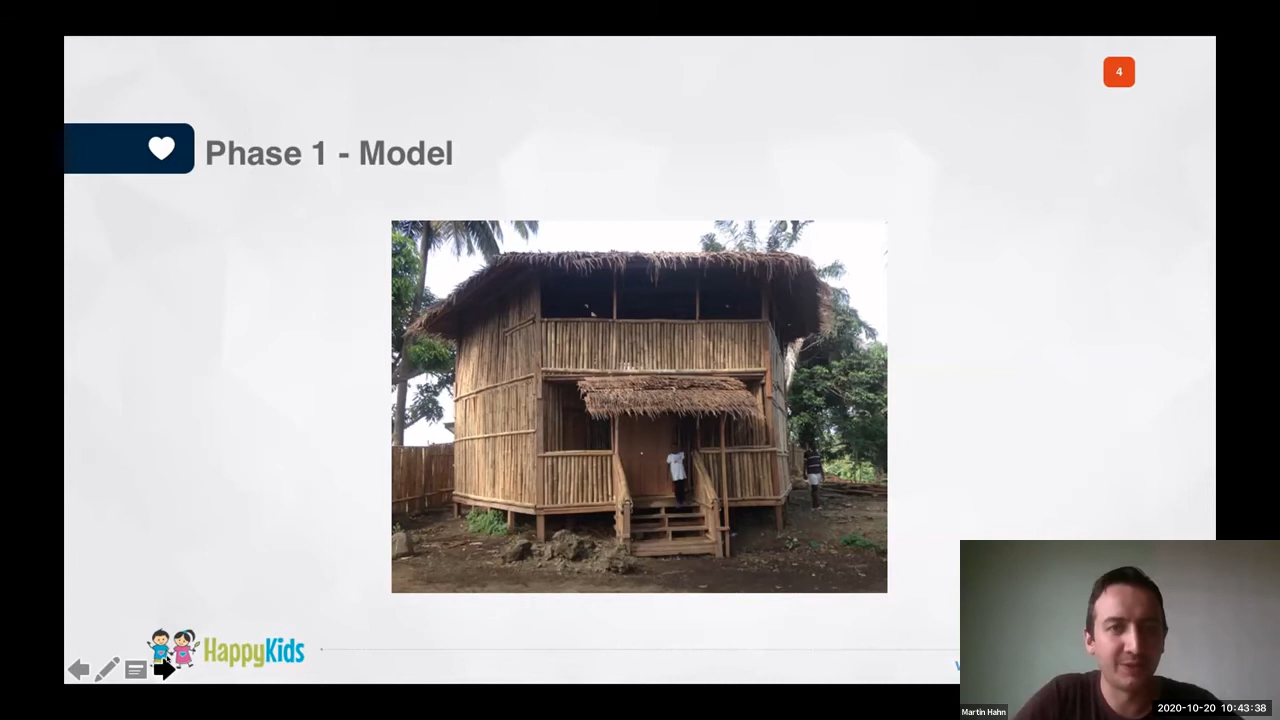 4
Phase 1 - Model
HappyKids
Martin Hahn
2020-10-20 10:43:38